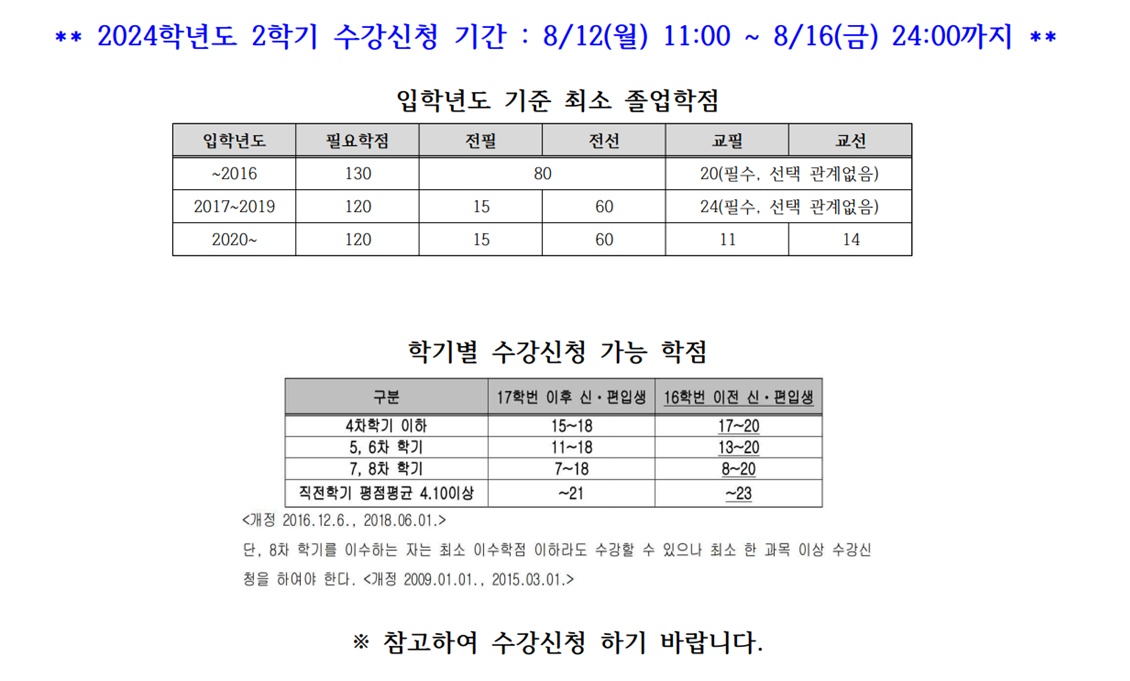 ** 2024학년도 2학기 수강신청 기간 : 8/12(월) 11:00 ~ 8/16(금) 24:00까지 **
입학년도 기준 최소 졸업학점
입학년도 필요학점 전필 전선 교필 교선
~2016 130 80 20(필수, 선택 관계없음)
2017~2019 120 15 60 24(필수, 선택 관계없음)
2020~ 120 15 60 11 14
학기별 수강신청 가능 학점
구분 17학번 이후 신·편입생 16학번 이전 신·편입생
4차학기 이하 15~18 17~20
5, 6차 학기 11~18 13~20
7, 8차 학기 7~18 8~20
직전학기 평점평균 4.10이상 ~21 ~23
<개정 2016.12.6., 2018.06.01.>
단, 8차 학기를 이수하는 자는 최소 이수학점 이하라도 수강할 수 있으나 최소 한 과목 이상 수강신
청을 하여야 한다. <개정 2009.01.01., 2015.03.01.>
※ 참고하여 수강신청 하기 바랍니다.